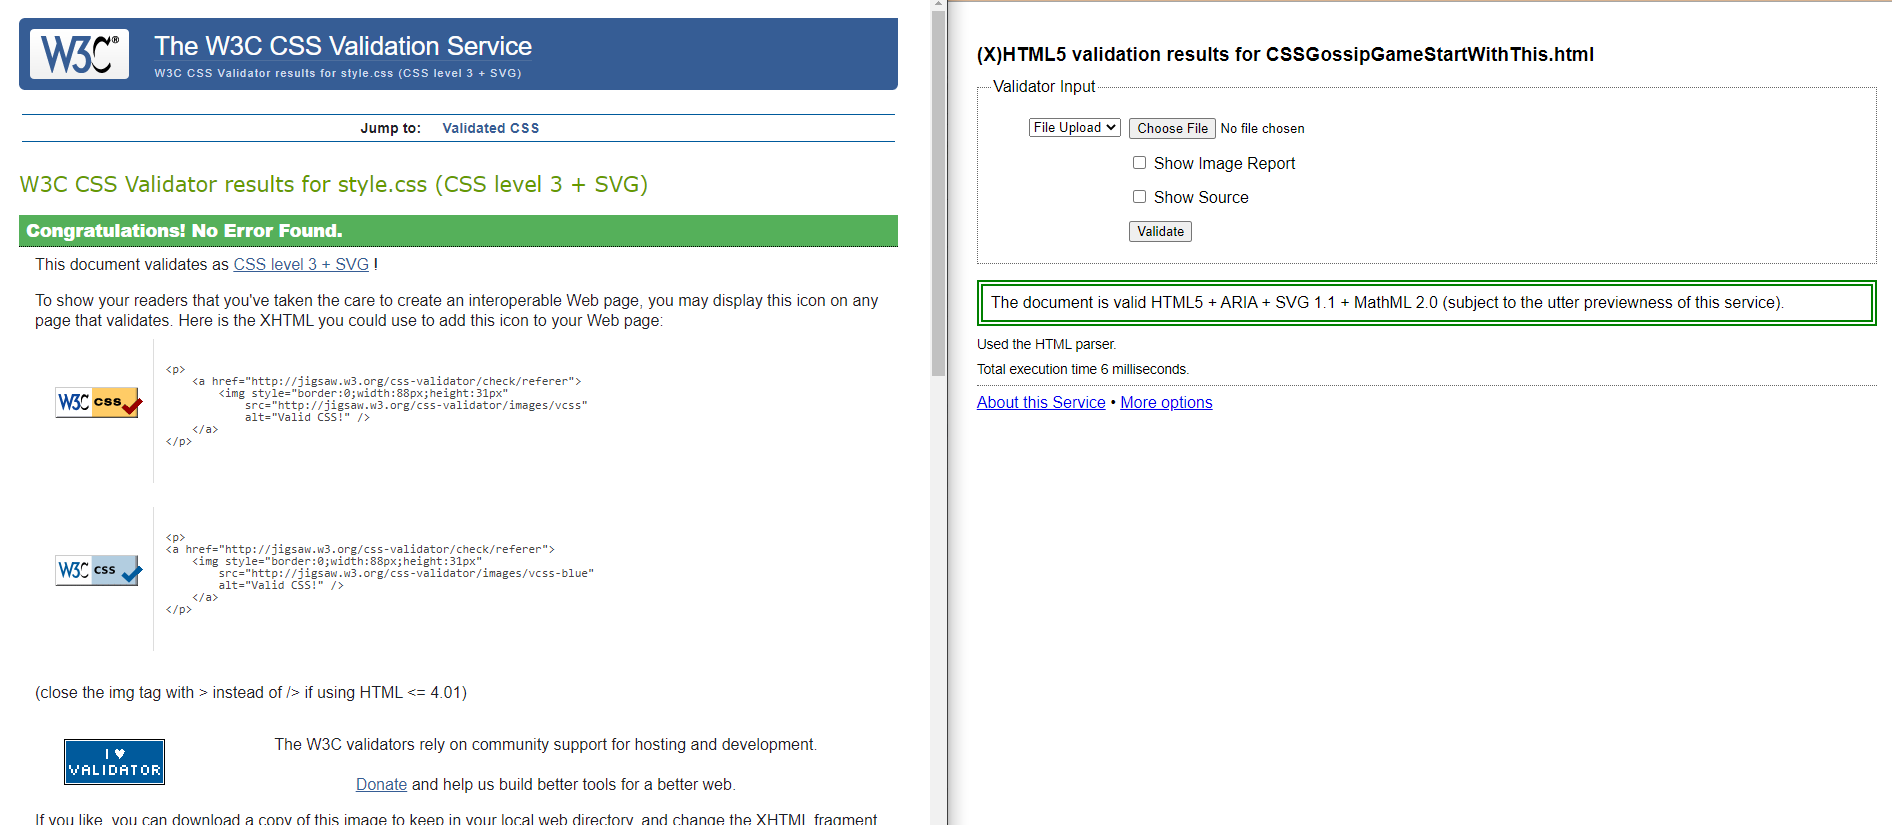 W3C®
The W3C CSS Validation Service
W3C CSS Validator results for style.css (CSS level 3 + SVG)
Jump to: Validated CSS
W3C CSS Validator results for style.css (CSS level 3 + SVG)
Congratulations! No Error Found.
This document validates as CSS level 3 + SVG !
To show your readers that you've taken the care to create an interoperable Web page, you may display this icon on any
page that validates. Here is the XHTML you could use to add this icon to your Web page:
W3C css
<p>
<a href="http://jigsaw.w3.org/css-validator/check/referer">
<img style="border:0;width:88px;height:31px"
src="http://jigsaw.w3.org/css-validator/images/vcss"
alt="Valid CSS!" />
</a>
</p>
W3C css
<p>
<a href="http://jigsaw.w3.org/css-validator/check/referer">
<img style="border:0;width:88px;height:31px"
src="http://jigsaw.w3.org/css-validator/images/vcss-blue"
alt="Valid CSS!" />
</a>
</p>
(close the img tag with > instead of /> if using HTML <= 4.01)
I ♥
VALIDATOR
The W3C validators rely on community support for hosting and development.
Donate and help us build better tools for a better web.
If you like, you can download a copy of this image to keep in your local web directory, and change the XHTML fragment
(X)HTML5 validation results for CSSGossipGameStartWithThis.html
Validator Input
File Upload Choose File No file chosen
Show Image Report
Show Source
Validate
The document is valid HTML5 + ARIA + SVG 1.1 + MathML 2.0 (subject to the utter previewness of this service).
Used the HTML parser.
Total execution time 6 milliseconds.
About this Service • More options